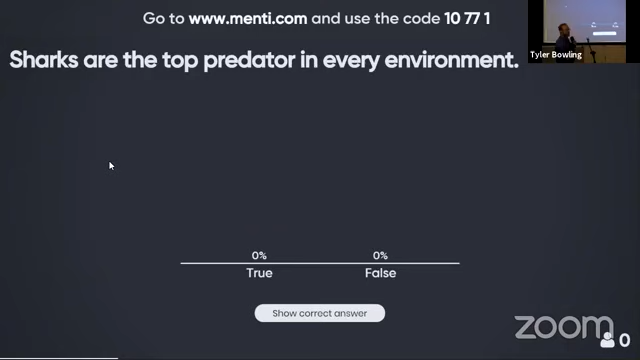 Go to www.menti.com and use the code 10 77 1
Sharks are the top predator in every environment.
Tyler Bowling
0%
0%
True
False
Show correct answer
zoom
0